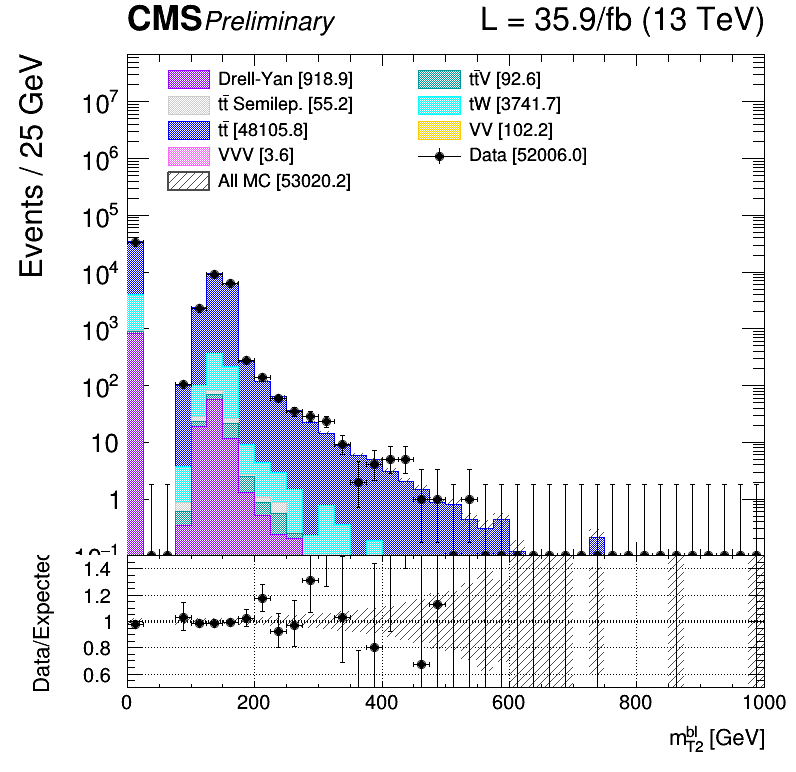 CMS Preliminary L = 35.9/fb (13 TeV)
Events / 25 GeV
Drell-Yan [918.9]
tt̄ Semilep. [55.2]
tt̄ [48105.8]
VVV [3.6]
All MC [53020.2]
tt̄V [92.6]
tW [3741.7]
VV [102.2]
Data [52006.0]
10⁷
10⁶
10⁵
10⁴
10³
10²
10
1
10⁻¹
Data/Expected
1.4
1.2
1
0.8
0.6
0 200 400 600 800 1000
m_{T2}^{bl} [GeV]